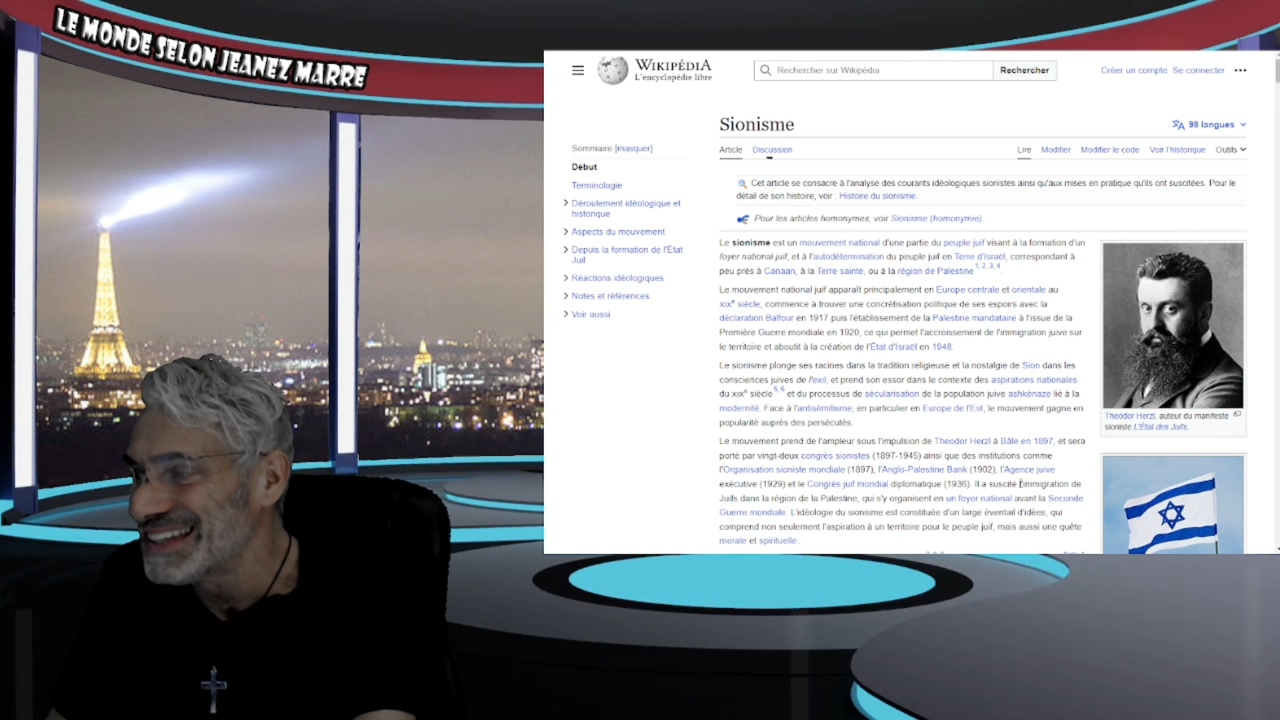 LE MONDE SELON JEANEZ MARRE
WIKIPÉDIA
L'encyclopédie libre
Rechercher sur Wikipédia
Rechercher
Créer un compte Se connecter
Sionisme
98 langues
Article Discussion
Lire Modifier Modifier le code Voir l'historique Outils
Sommaire [masquer]
Début
Terminologie
Déroulement idéologique et
historique
Aspects du mouvement
Depuis la formation de l'État
Juif
Réactions idéologiques
Notes et références
Voir aussi
Cet article se consacre à l'analyse des courants idéologiques sionistes ainsi qu'aux mises en pratique qu'ils ont suscitées. Pour le
détail de son histoire, voir : Histoire du sionisme.
Pour les articles homonymes, voir Sionisme (homonymie).
Le sionisme est un mouvement national d'une partie du peuple juif visant à la formation d'un
foyer national juif, et à l'autodétermination du peuple juif en Terre d'Israël, correspondant à
peu près à Canaan, à la Terre sainte, ou à la région de Palestine 1, 2, 3, 4.
Le mouvement national juif apparaît principalement en Europe centrale et orientale au
XIXe siècle, commence à trouver une concrétisation politique de ses espoirs avec la
déclaration Balfour en 1917 puis l'établissement de la Palestine mandataire à l'issue de la
Première Guerre mondiale en 1920, ce qui permet l'accroissement de l'immigration juive sur
le territoire et aboutit à la création de l'État d'Israël en 1948.
Le sionisme plonge ses racines dans la tradition religieuse et la nostalgie de Sion dans les
consciences juives de l'exil, et prend son essor dans le contexte des aspirations nationales
du XIXe siècle 5, 6 et du processus de sécularisation de la population juive ashkénaze lié à la
modernité. Face à l'antisémitisme, en particulier en Europe de l'Est, le mouvement gagne en
popularité auprès des persécutés.
Le mouvement prend de l'ampleur sous l'impulsion de Theodor Herzl à Bâle en 1897, et sera
porté par vingt-deux congrès sionistes (1897-1945) ainsi que des institutions comme
l'Organisation sioniste mondiale (1897), l'Anglo-Palestine Bank (1902), l'Agence juive
exécutive (1929) et le Congrès juif mondial diplomatique (1936). Il a suscité l'immigration de
Juifs dans la région de la Palestine, qui s'y organisent en un foyer national avant la Seconde
Guerre mondiale. L'idéologie du sionisme est constituée d'un large éventail d'idées, qui
comprend non seulement l'aspiration à un territoire pour le peuple juif, mais aussi une quête
morale et spirituelle.
Theodor Herzl, auteur du manifeste
sioniste L'État des Juifs.